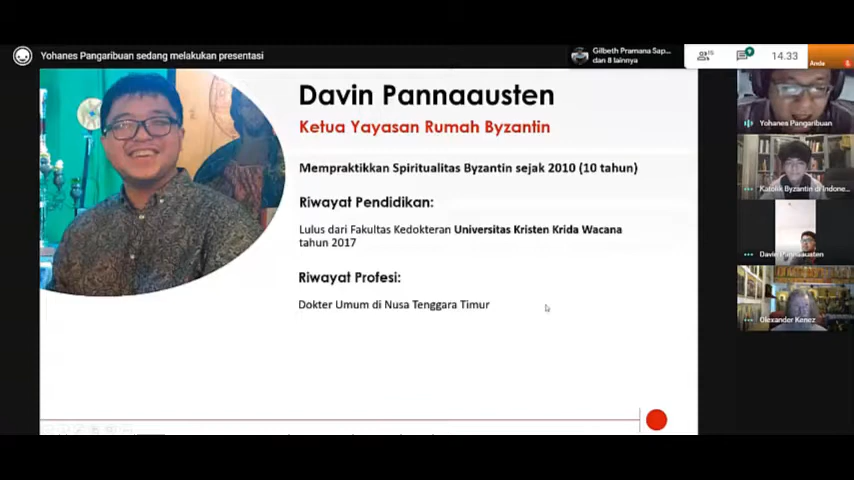 Yohanes Pangaribuan sedang melakukan presentasi
Gilbeth Pramana Sap...
dan 8 lainnya
15
9
14.33
Anda
Davin Pannaausten
Ketua Yayasan Rumah Byzantin
Mempraktikkan Spiritualitas Byzantin sejak 2010 (10 tahun)
Riwayat Pendidikan:
Lulus dari Fakultas Kedokteran Universitas Kristen Krida Wacana
tahun 2017
Riwayat Profesi:
Dokter Umum di Nusa Tenggara Timur
Yohanes Pangaribuan
Katolik Byzantin di Indone...
Davin Pannaausten
Olexander Kenez